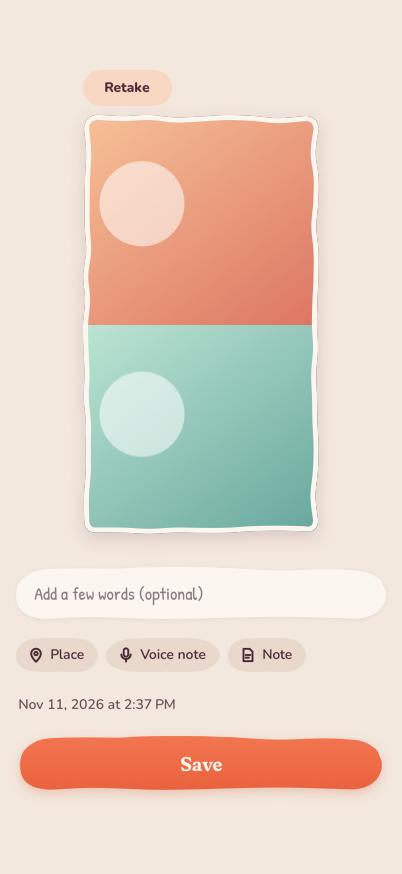 Retake
Add a few words (optional)
Place Voice note Note
Nov 11, 2026 at 2:37 PM
Save